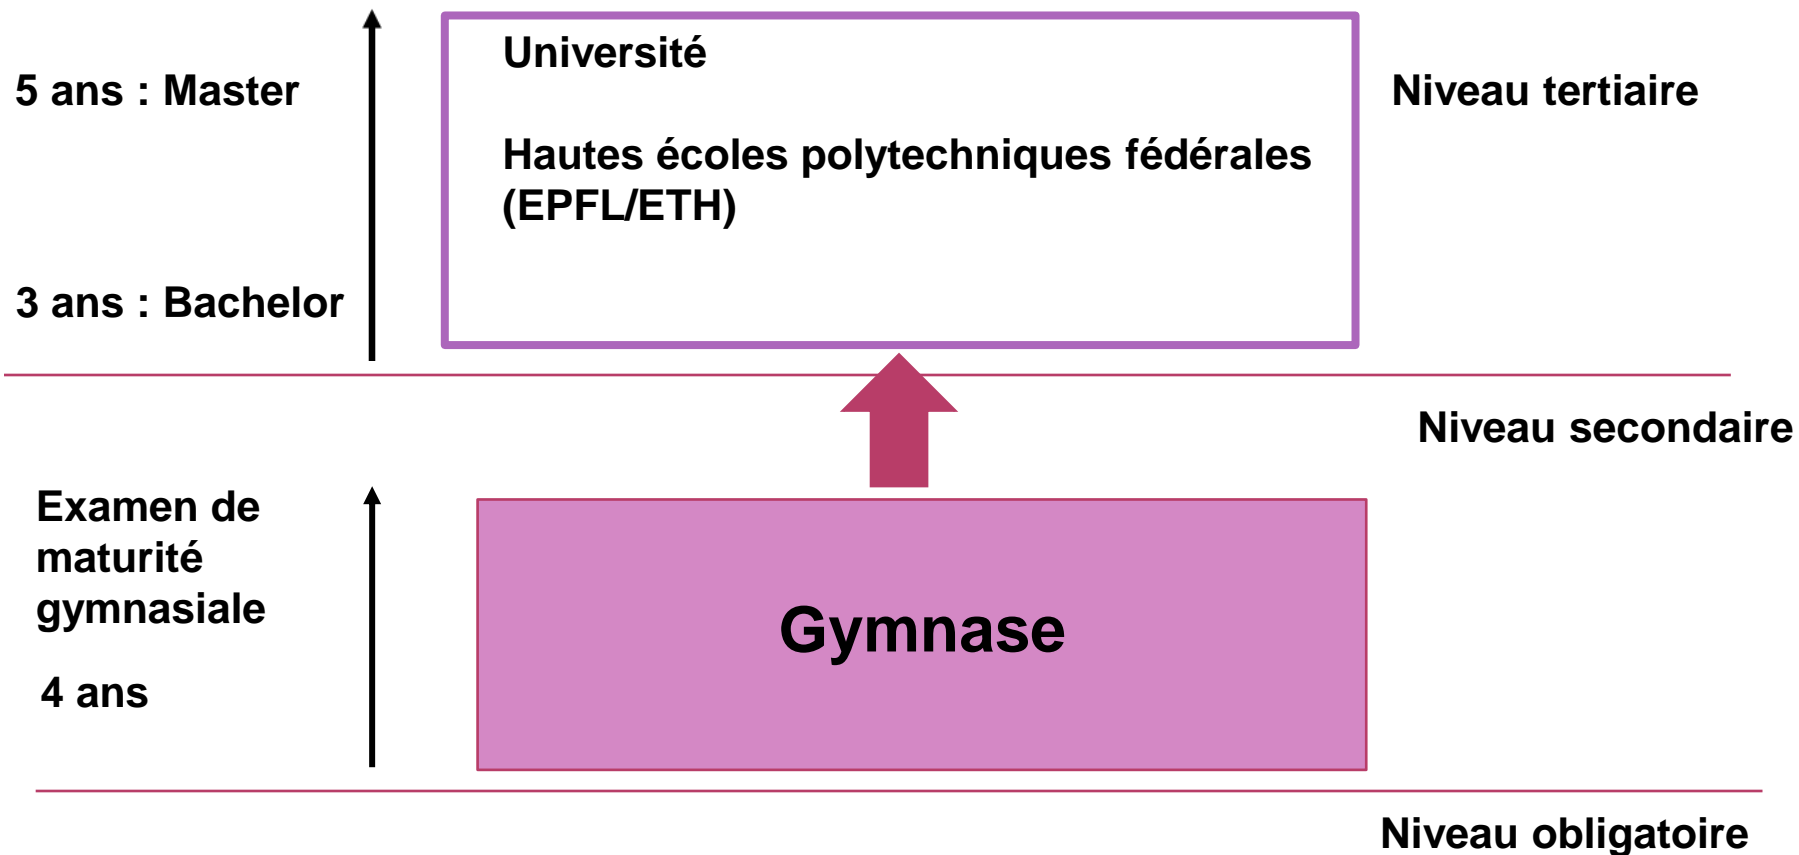 Université
5 ans : Master
Niveau tertiaire
Hautes écoles polytechniques fédérales
(EPFL/ETH)
3 ans : Bachelor
Niveau secondaire
Examen de
maturité
gymnasiale
Gymnase
4 ans
Niveau obligatoire